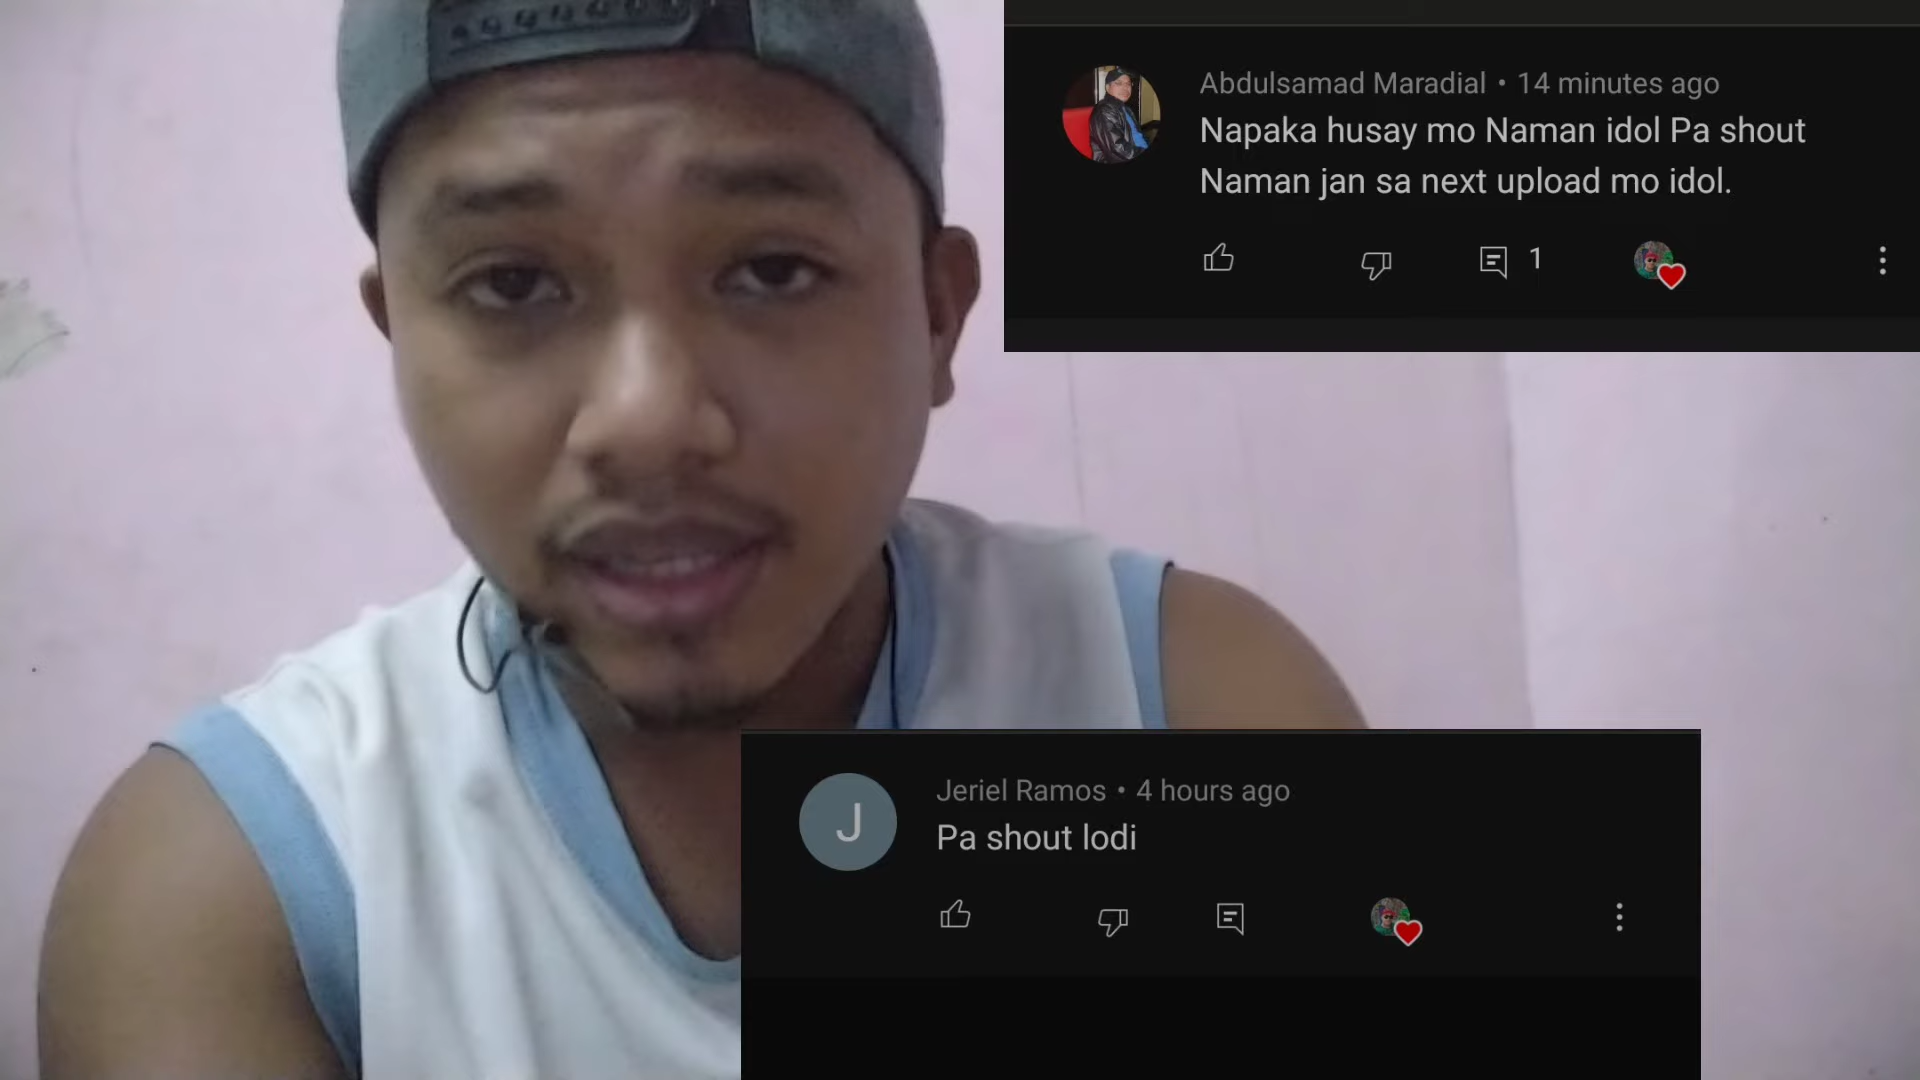 Abdulsamad Maradial • 14 minutes ago
Napaka husay mo Naman idol Pa shout
Naman jan sa next upload mo idol.
1
J
Jeriel Ramos • 4 hours ago
Pa shout lodi